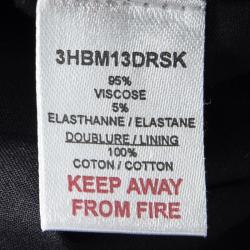 3HBM13DRSK
95%
VISCOSE
5%
ELASTHANNE / ELASTANE
DOUBLURE / LINING
100%
COTON / COTTON
KEEP AWAY
FROM FIRE